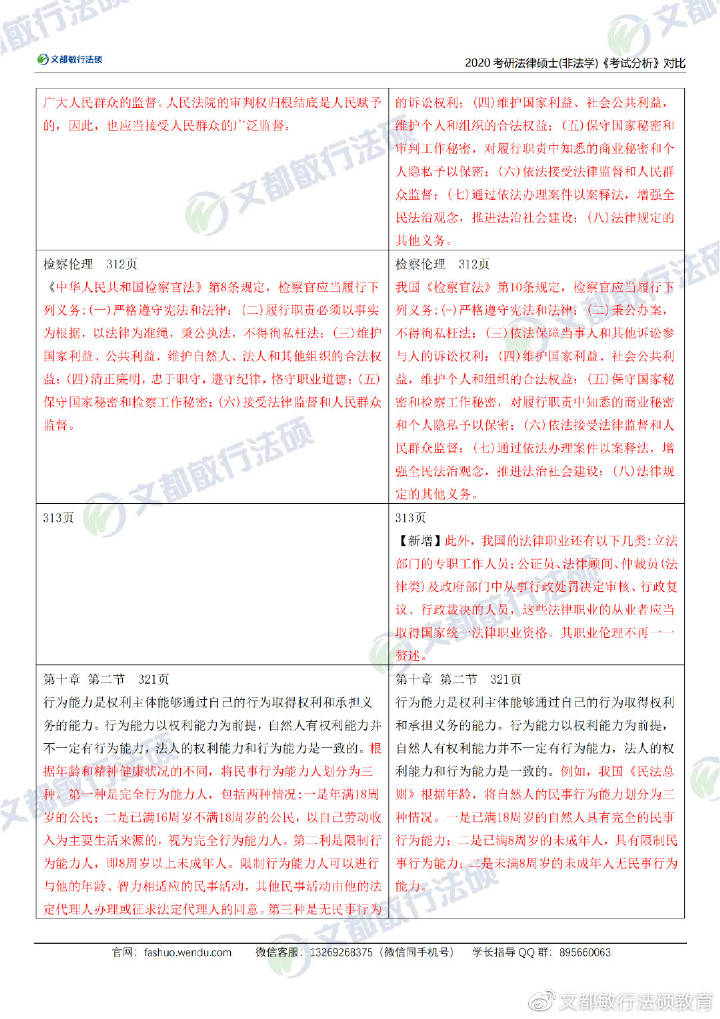 文都敏行法硕
2020考研法律硕士(非法学)《考试分析》对比
广大人民群众的监督。人民法院的审判权归根结底是人民赋予
的，因此，也应当接受人民群众的广泛监督。
的诉讼权利；(四)维护国家利益、社会公共利益，
维护个人和组织的合法权益；(五)保守国家秘密和
审判工作秘密，对履行职责中知悉的商业秘密和个
人隐私予以保密；(六)依法接受法律监督和人民群
众监督；(七)通过依法办理案件以案释法，增强全
民法治观念，推进法治社会建设；(八)法律规定的
其他义务。
检察伦理 312页
《中华人民共和国检察官法》第8条规定，检察官应当履行下
列义务:(一)严格遵守宪法和法律；(二)履行职责必须以事实
为根据，以法律为准绳，秉公执法，不得徇私枉法；(三)维护
国家利益、公共利益，维护自然人、法人和其他组织的合法权
益；(四)清正廉明，忠于职守，遵守纪律，恪守职业道德；(五)
保守国家秘密和检察工作秘密；(六)接受法律监督和人民群众
监督。
检察伦理 312页
我国《检察官法》第10条规定，检察官应当履行下
列义务:(一)严格遵守宪法和法律；(二)秉公办案，
不得徇私枉法；(三)依法保障当事人和其他诉讼参
与人的诉讼权利；(四)维护国家利益、社会公共利
益，维护个人和组织的合法权益；(五)保守国家秘
密和检察工作秘密，对履行职责中知悉的商业秘密
和个人隐私予以保密；(六)依法接受法律监督和人
民群众监督；(七)通过依法办理案件以案释法，增
强全民法治观念，推进法治社会建设；(八)法律规
定的其他义务。
313页
313页
【新增】此外，我国的法律职业还有以下几类:立法
部门的专职工作人员；公证员、法律顾问、仲裁员(法
律类)及政府部门中从事行政处罚决定审核、行政复
议、行政裁决的人员，这些法律职业的从业者应当
取得国家统一法律职业资格。其职业伦理不再一一
赘述。
第十章 第二节 321页
行为能力是权利主体能够通过自己的行为取得权利和承担义
务的能力。行为能力以权利能力为前提，自然人有权利能力并
不一定有行为能力，法人的权利能力和行为能力是一致的。根
据年龄和精神健康状况的不同，将民事行为能力人划分为三
种。第一种是完全行为能力人，包括两种情况:一是年满18周
岁的公民；二是已满16周岁不满18周岁的公民，以自己劳动收
入为主要生活来源的，视为完全行为能力人。第二利是限制行
为能力人，即8周岁以上未成年人。限制行为能力人可以进行
与他的年龄、智力相适应的民事活动，其他民事活动由他的法
定代理人办理或征求法定代理人的同意。第三种是无民事行为
第十章 第二节 321页
行为能力是权利主体能够通过自己的行为取得权利
和承担义务的能力。行为能力以权利能力为前提，
自然人有权利能力并不一定有行为能力，法人的权
利能力和行为能力是一致的。例如，我国《民法总
则》根据年龄，将自然人的民事行为能力划分为三
种情况。一是已满18周岁的自然人具有完全的民事
行为能力；二是已满8周岁的未成年人，具有限制民
事行为能力；三是未满8周岁的未成年人无民事行为
能力。
官网：fashuo.wendu.com 微信客服：13269268375（微信同手机号） 学长指导 QQ 群：895660063
文都敏行法硕教育